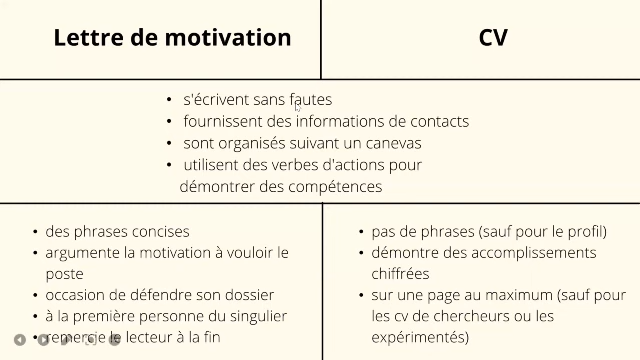 Lettre de motivation
CV
• s'écrivent sans fautes
• fournissent des informations de contacts
• sont organisés suivant un canevas
• utilisent des verbes d'actions pour
démontrer des compétences
• des phrases concises
• argumente la motivation à vouloir le
poste
• occasion de défendre son dossier
• à la première personne du singulier
• remercie le lecteur à la fin
• pas de phrases (sauf pour le profil)
• démontre des accomplissements
chiffrées
• sur une page au maximum (sauf pour
les cv de chercheurs ou les
expérimentés)